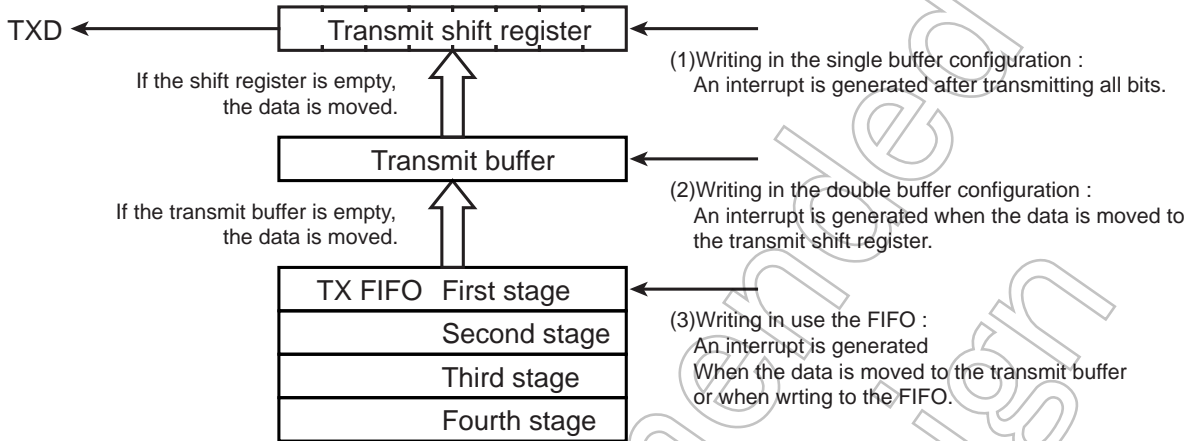 TXD
Transmit shift register
(1)Writing in the single buffer configuration :
An interrupt is generated after transmitting all bits.
If the shift register is empty,
the data is moved.
Transmit buffer
(2)Writing in the double buffer configuration :
An interrupt is generated when the data is moved to
the transmit shift register.
If the transmit buffer is empty,
the data is moved.
TX FIFO First stage
Second stage
Third stage
Fourth stage
(3)Writing in use the FIFO :
An interrupt is generated
When the data is moved to the transmit buffer
or when wrting to the FIFO.